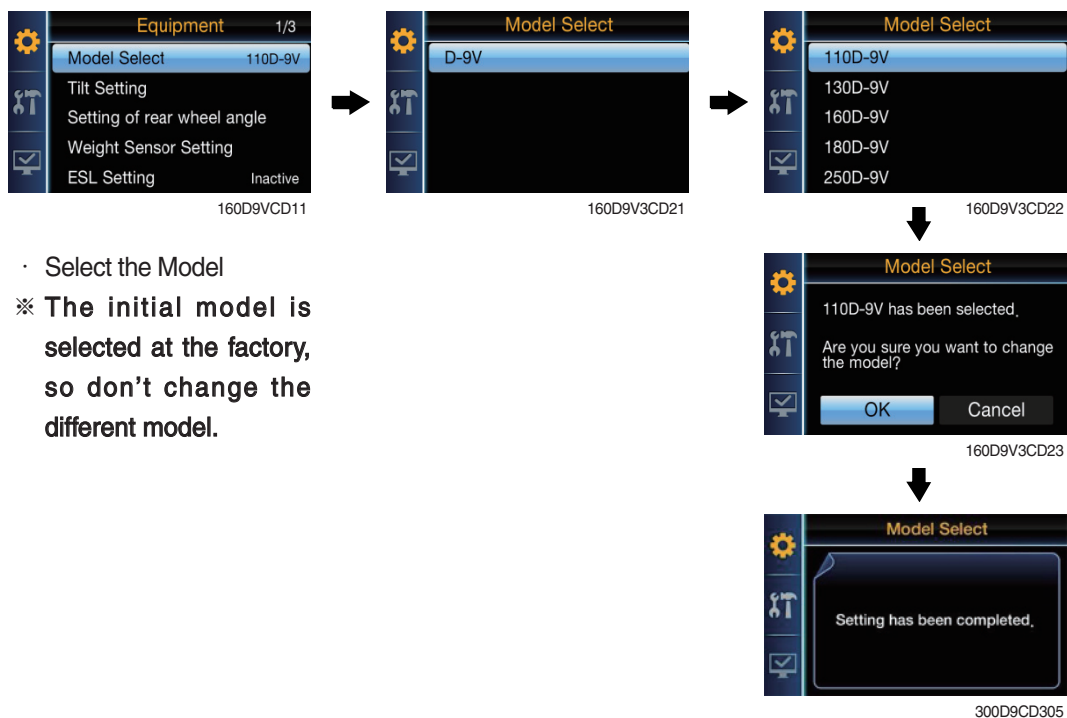 Equipment 1/3
Model Select 110D-9V
Tilt Setting
Setting of rear wheel angle
Weight Sensor Setting
ESL Setting Inactive
160D9VCD11
Model Select
D-9V
160D9V3CD21
Model Select
110D-9V
130D-9V
160D-9V
180D-9V
250D-9V
160D9V3CD22
· Select the Model
※ The initial model is
selected at the factory,
so don't change the
different model.
Model Select
110D-9V has been selected.
Are you sure you want to change
the model?
OK Cancel
160D9V3CD23
Model Select
Setting has been completed.
300D9CD305